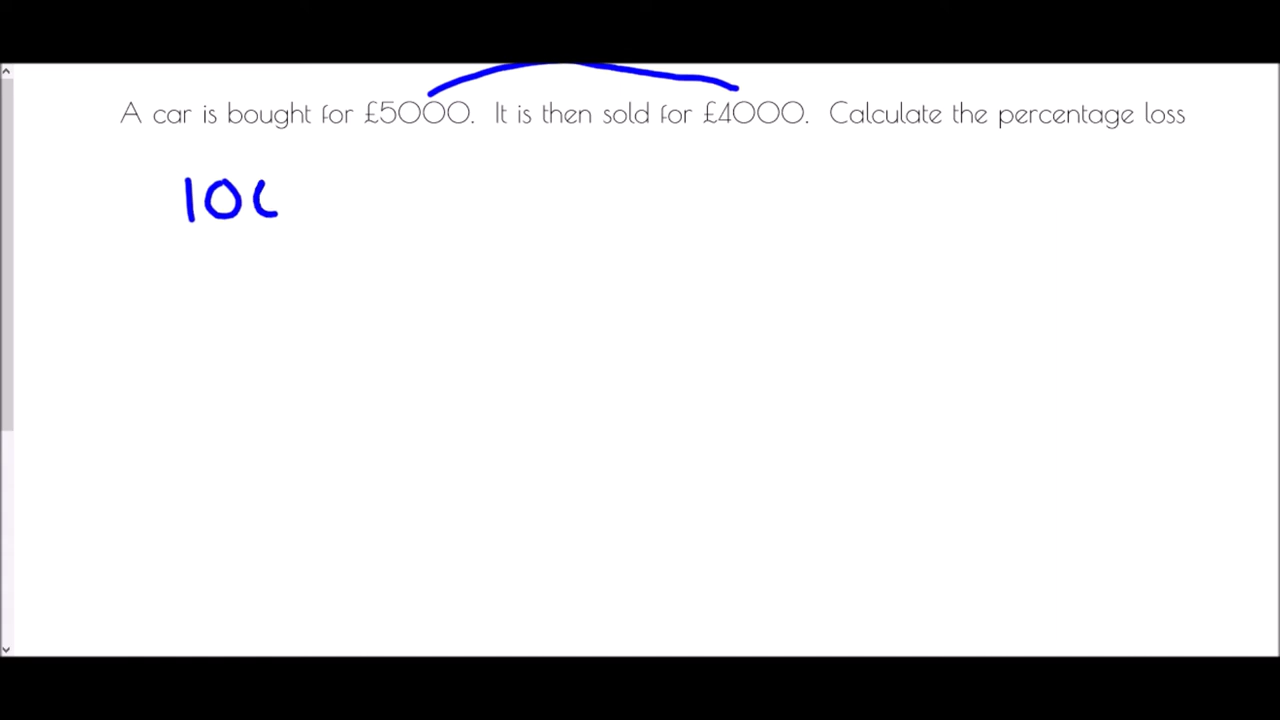 A car is bought for £5000. It is then sold for £4000. Calculate the percentage loss
10